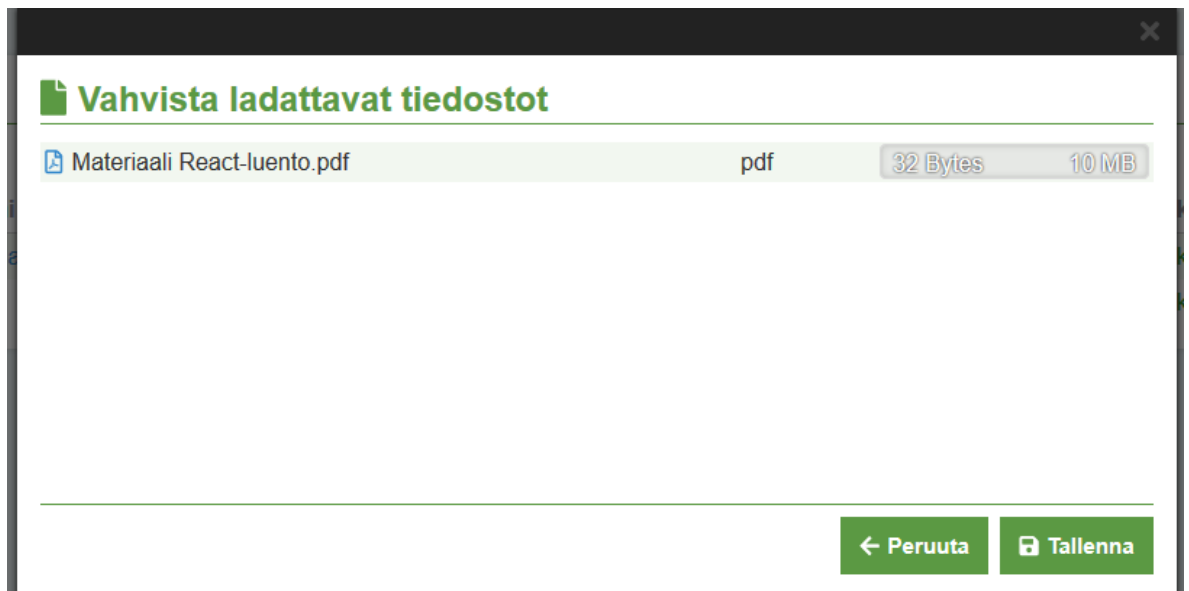 ×
Vahvista ladattavat tiedostot
Materiaali React-luento.pdf pdf 32 Bytes 10 MB
Peruuta Tallenna